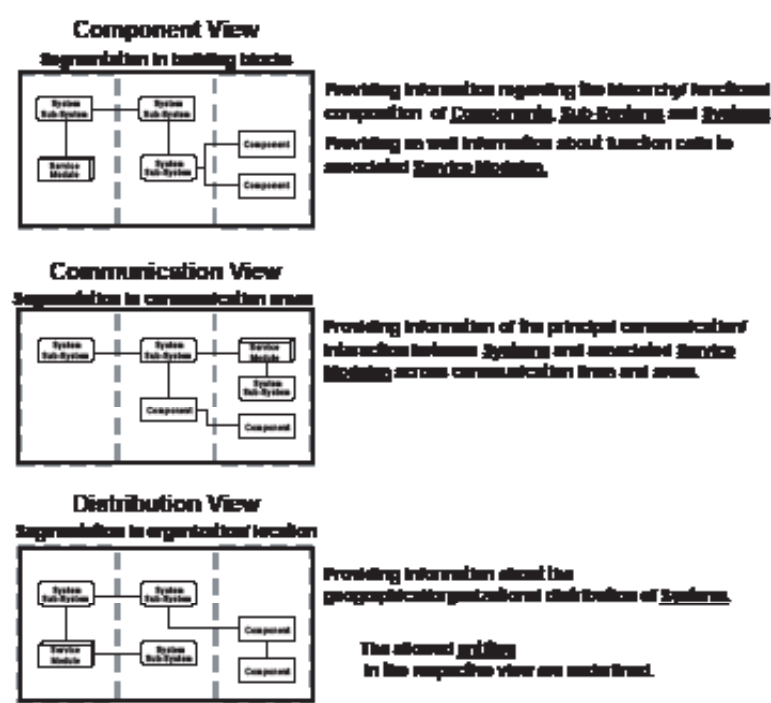 Component View
Segmentation in building blocks
System
Sub-System
System
Sub-System
Component
Service
Module
System
Sub-System
Component
Providing information regarding the hierarchy/ functional
composition of Components, Sub-Systems and Systems
Providing as well information about function calls to
associated Service Modules.
Communication View
Segmentation in communication areas
System
Sub-System
System
Sub-System
Service
Module
System
Sub-System
Component
Component
Providing information of the principal communication/
interaction between Systems and associated Service
Modules across communication lines and areas.
Distribution View
Segmentation in organization/ location
System
Sub-System
System
Sub-System
Component
Service
Module
System
Sub-System
Component
Providing information about the
geographical/organizational distribution of Systems.
The allowed entities
in the respective view are underlined.